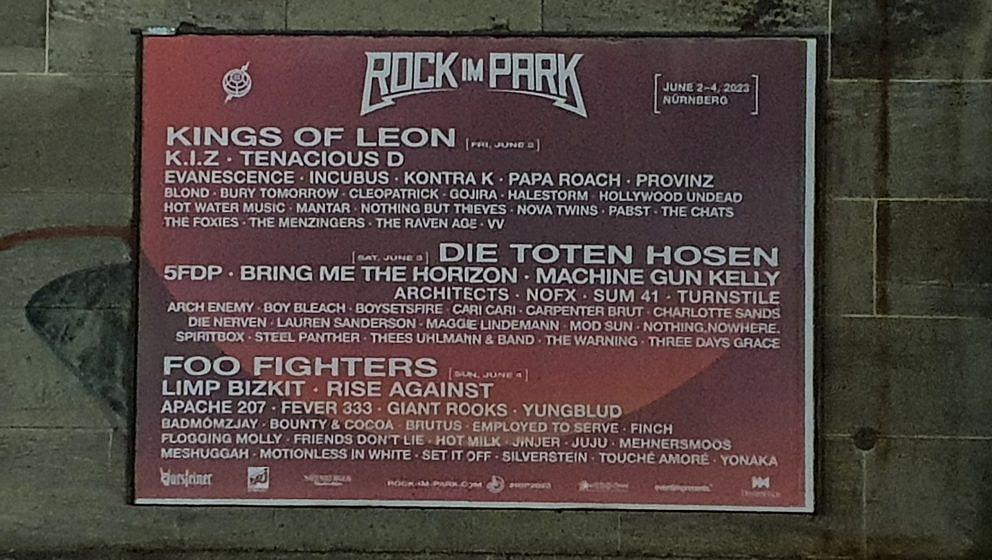 ROCK IM PARK
JUNE 2-4, 2023
NÜRNBERG
KINGS OF LEON [FRI, JUNE 2]
K.I.Z · TENACIOUS D
EVANESCENCE · INCUBUS · KONTRA K · PAPA ROACH · PROVINZ
BLOND · BURY TOMORROW · CLEOPATRICK · GOJIRA · HALESTORM · HOLLYWOOD UNDEAD
HOT WATER MUSIC · MANTAR · NOTHING BUT THIEVES · NOVA TWINS · PABST · THE CHATS
THE FOXIES · THE MENZINGERS · THE RAVEN AGE · VV
[SAT, JUNE 3] DIE TOTEN HOSEN
5FDP · BRING ME THE HORIZON · MACHINE GUN KELLY
ARCHITECTS · NOFX · SUM 41 · TURNSTILE
ARCH ENEMY · BOY BLEACH · BOYSETSFIRE · CARI CARI · CARPENTER BRUT · CHARLOTTE SANDS
DIE NERVEN · LAUREN SANDERSON · MAGGIE LINDEMANN · MOD SUN · NOTHING,NOWHERE.
SPIRITBOX · STEEL PANTHER · THEES UHLMANN & BAND · THE WARNING · THREE DAYS GRACE
FOO FIGHTERS [SUN, JUNE 4]
LIMP BIZKIT · RISE AGAINST
APACHE 207 · FEVER 333 · GIANT ROOKS · YUNGBLUD
BADMÓMZJAY · BOUNTY & COCOA · BRUTUS · EMPLOYED TO SERVE · FINCH
FLOGGING MOLLY · FRIENDS DON'T LIE · HOT MILK · JINJER · JUJU · MEHNERSMOOS
MESHUGGAH · MOTIONLESS IN WHITE · SET IT OFF · SILVERSTEIN · TOUCHÉ AMORÉ · YONAKA
Warsteiner NRJ ROCK-IM-PARK.COM #RIP2023 eventimpresents